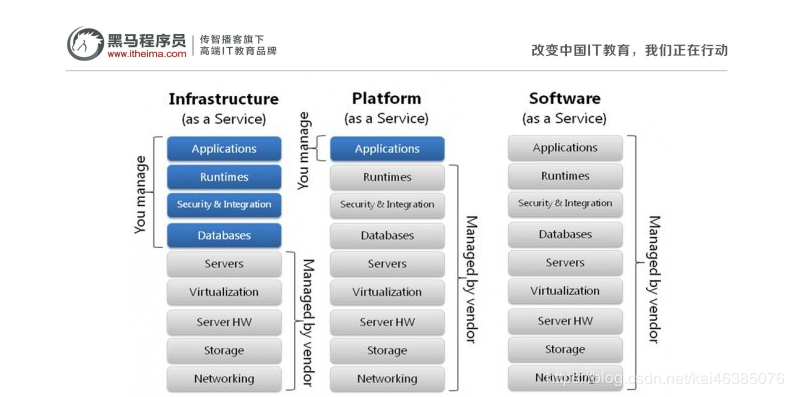 黑马程序员
www.itheima.com
传智播客旗下
高端IT教育品牌
改变中国IT教育，我们正在行动
Infrastructure
(as a Service)
You manage
Applications
Runtimes
Security & Integration
Databases
Servers
Virtualization
Server HW
Storage
Networking
Managed by vendor
Platform
(as a Service)
You manage
Applications
Runtimes
Security & Integration
Databases
Servers
Virtualization
Server HW
Storage
Networking
Managed by vendor
Software
(as a Service)
Applications
Runtimes
Security & Integration
Databases
Servers
Virtualization
Server HW
Storage
Networking
Managed by vendor
https://blog.csdn.net/kai46385076